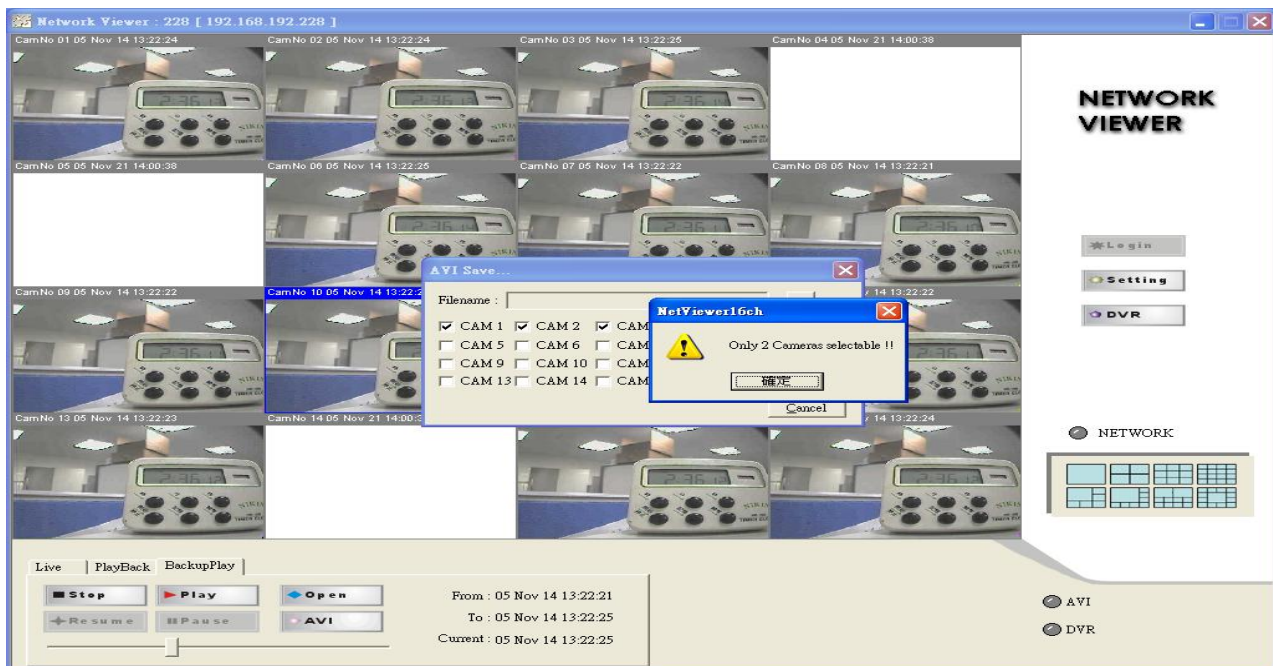 Network Viewer : 228 [ 192.168.192.228 ]
CamNo 01 05 Nov 14 13:22:24
CamNo 02 05 Nov 14 13:22:24
CamNo 03 05 Nov 14 13:22:25
CamNo 04 05 Nov 21 14:00:38
NETWORK
VIEWER
CamNo 05 05 Nov 21 14:00:38
CamNo 06 05 Nov 14 13:22:25
CamNo 07 05 Nov 14 13:22:22
CamNo 08 05 Nov 14 13:22:21
Login
Setting
DVR
CamNo 09 05 Nov 14 13:22:22
CamNo 10 05 Nov 14 13:22:2
14 13:22:22
AVI Save...
Filename :
CAM 1 CAM 2 CAM
CAM 5 CAM 6 CAM
CAM 9 CAM 10 CAM
CAM 13 CAM 14 CAM
Cancel
NetViewer16ch
Only 2 Cameras selectable !!
確定
CamNo 13 05 Nov 14 13:22:23
CamNo 14 05 Nov 21 14:00:3
14 13:22:24
NETWORK
Live PlayBack BackupPlay
Stop Play Open
Resume Pause AVI
From : 05 Nov 14 13:22:21
To : 05 Nov 14 13:22:25
Current : 05 Nov 14 13:22:25
AVI
DVR